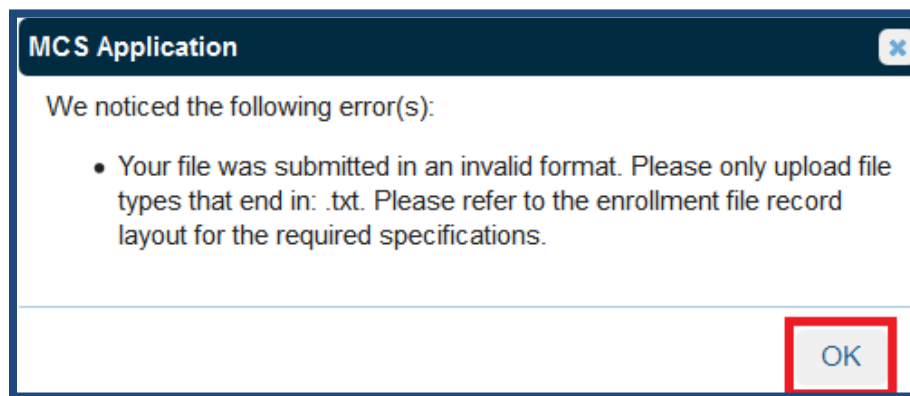 MCS Application
We noticed the following error(s):
• Your file was submitted in an invalid format. Please only upload file
types that end in: .txt. Please refer to the enrollment file record
layout for the required specifications.
OK